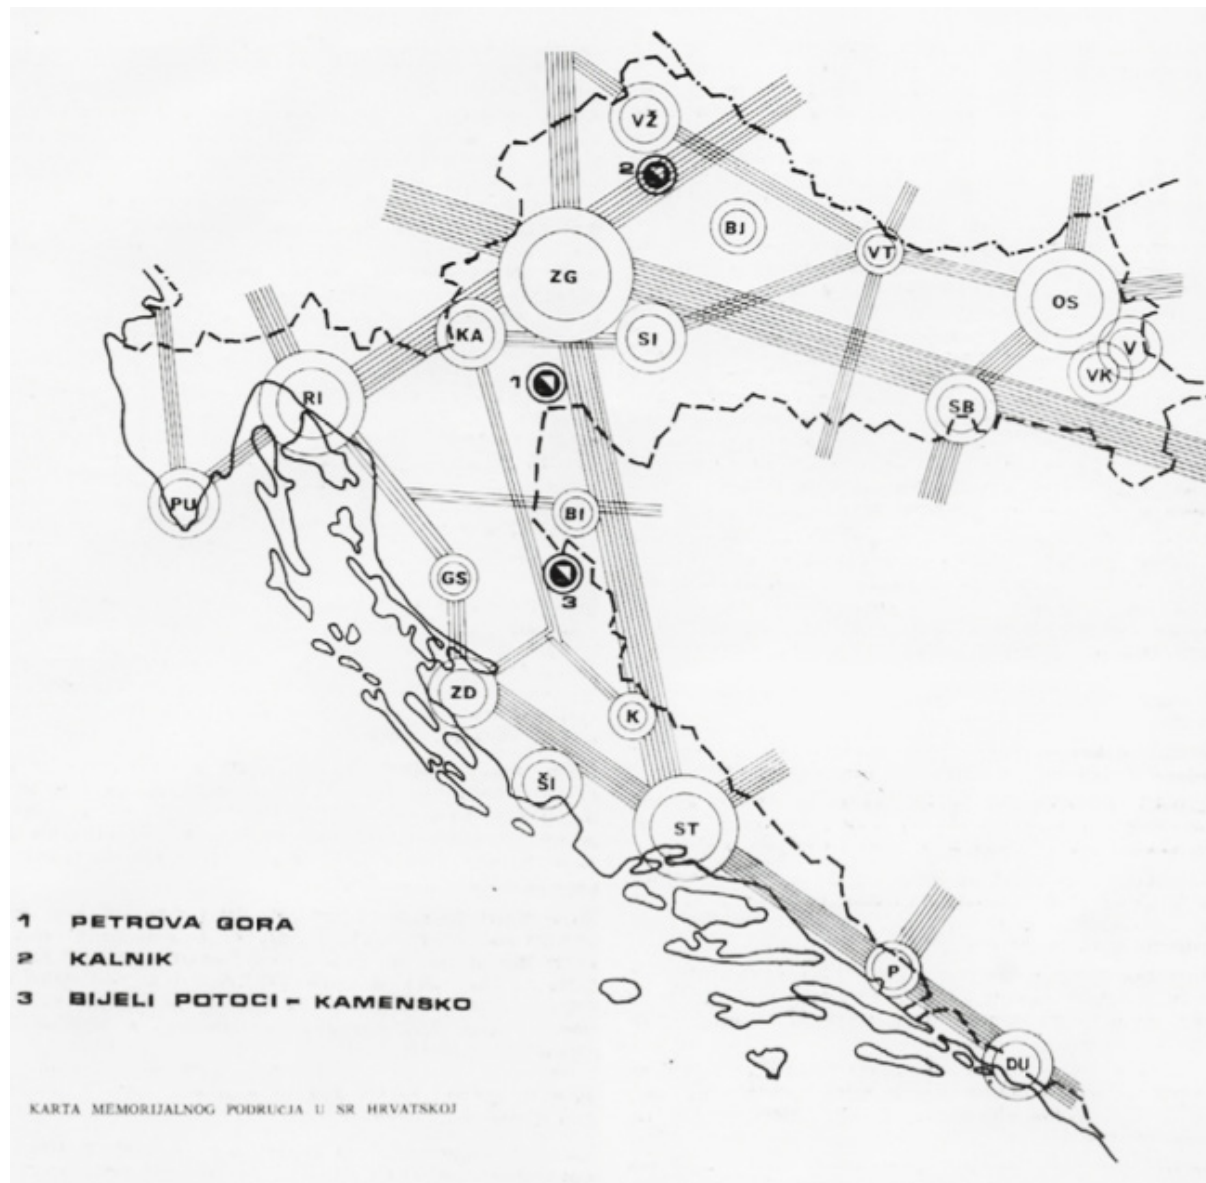 VŽ
2
BJ
ZG
VT
OS
KA
SI
V
VK
1
RI
SB
PU
BI
GS
3
ZD
K
ŠI
ST
1 PETROVA GORA
2 KALNIK
3 BIJELI POTOCI - KAMENSKO
P
DU
KARTA MEMORIJALNOG PODRUČJA U SR HRVATSKOJ